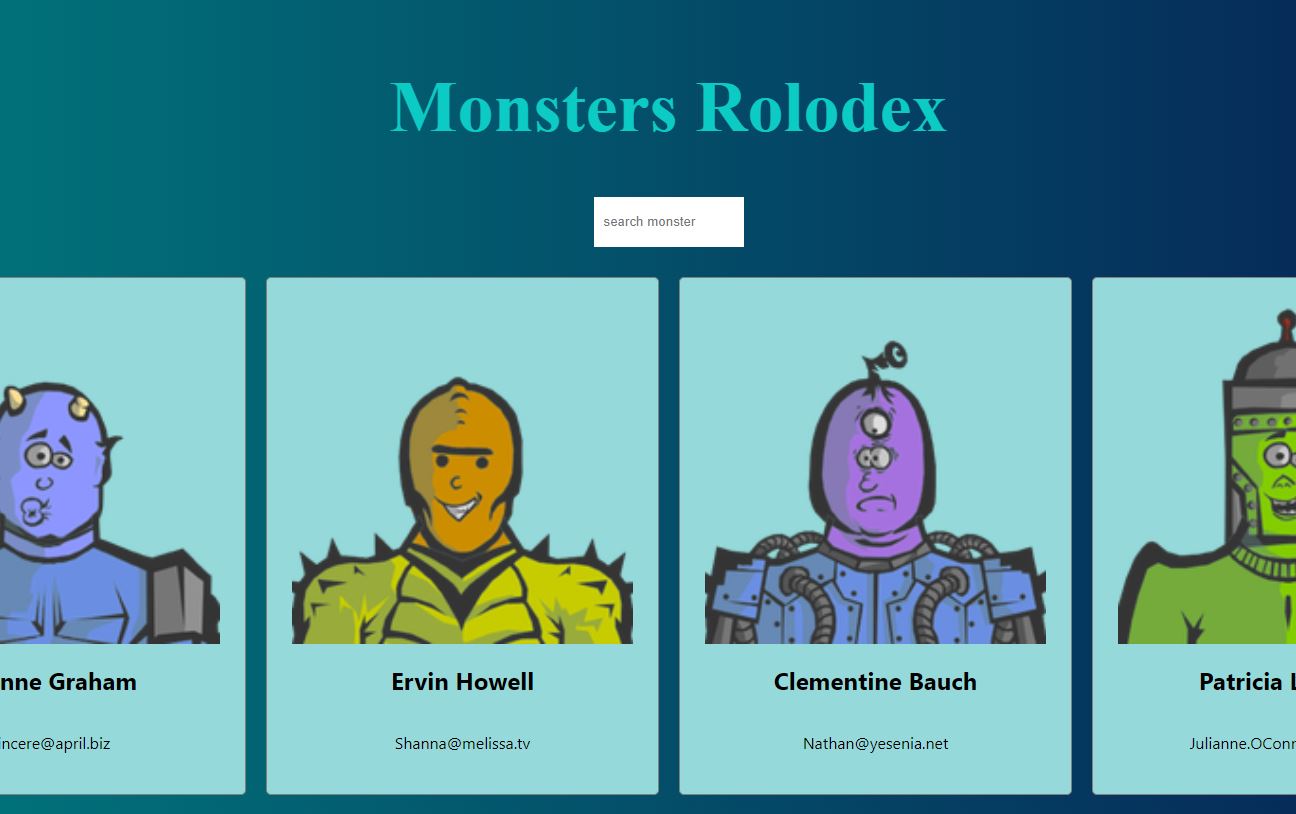 Monsters Rolodex
search monster
nne Graham
Ervin Howell
Clementine Bauch
Patricia L
incere@april.biz
Shanna@melissa.tv
Nathan@yesenia.net
Julianne.OConn